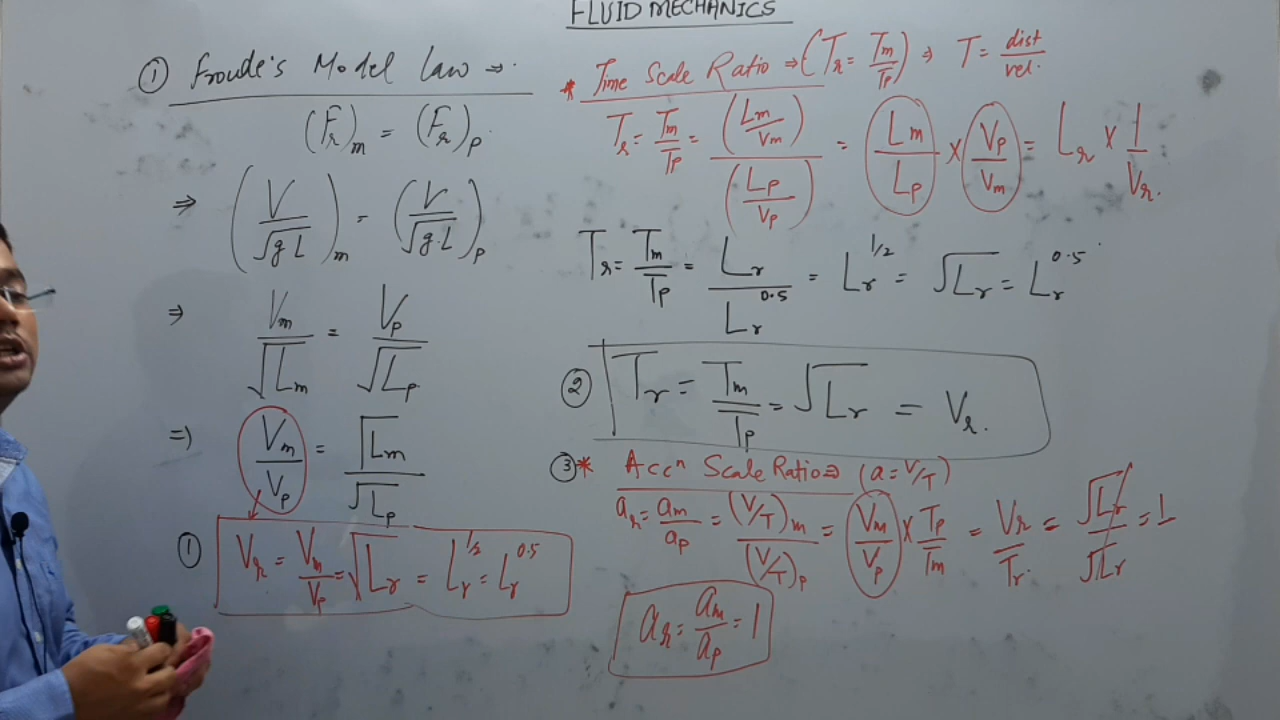 FLUID MECHANICS
① Froude's Model law ⇒
(Fr)m = (Fr)p
⇒ (V/√g.L)m = (V/√g.L)p
⇒ Vm/√Lm = Vp/√Lp
⇒ Vm/Vp = √Lm/√Lp
① Vr = Vm/Vp = √Lr = Lr^1/2 = Lr^0.5
* Time Scale Ratio ⇒ (Tr = Tm/Tp) ⇒ T = dist/vel.
Tr = Tm/Tp = (Lm/Vm)/(Lp/Vp) = Lm/Lp × Vp/Vm = Lr × 1/Vr.
Tr = Tm/Tp = Lr/Lr^0.5 = Lr^1/2 = √Lr = Lr^0.5
② Tr = Tm/Tp = √Lr = Vr.
③ * Accⁿ Scale Ratio ⇒ (a = V/T)
ar = am/ap = (V/T)m/(V/T)p = Vm/Vp × Tp/Tm = Vr/Tr = √Lr/√Lr = 1
ar = am/ap = 1